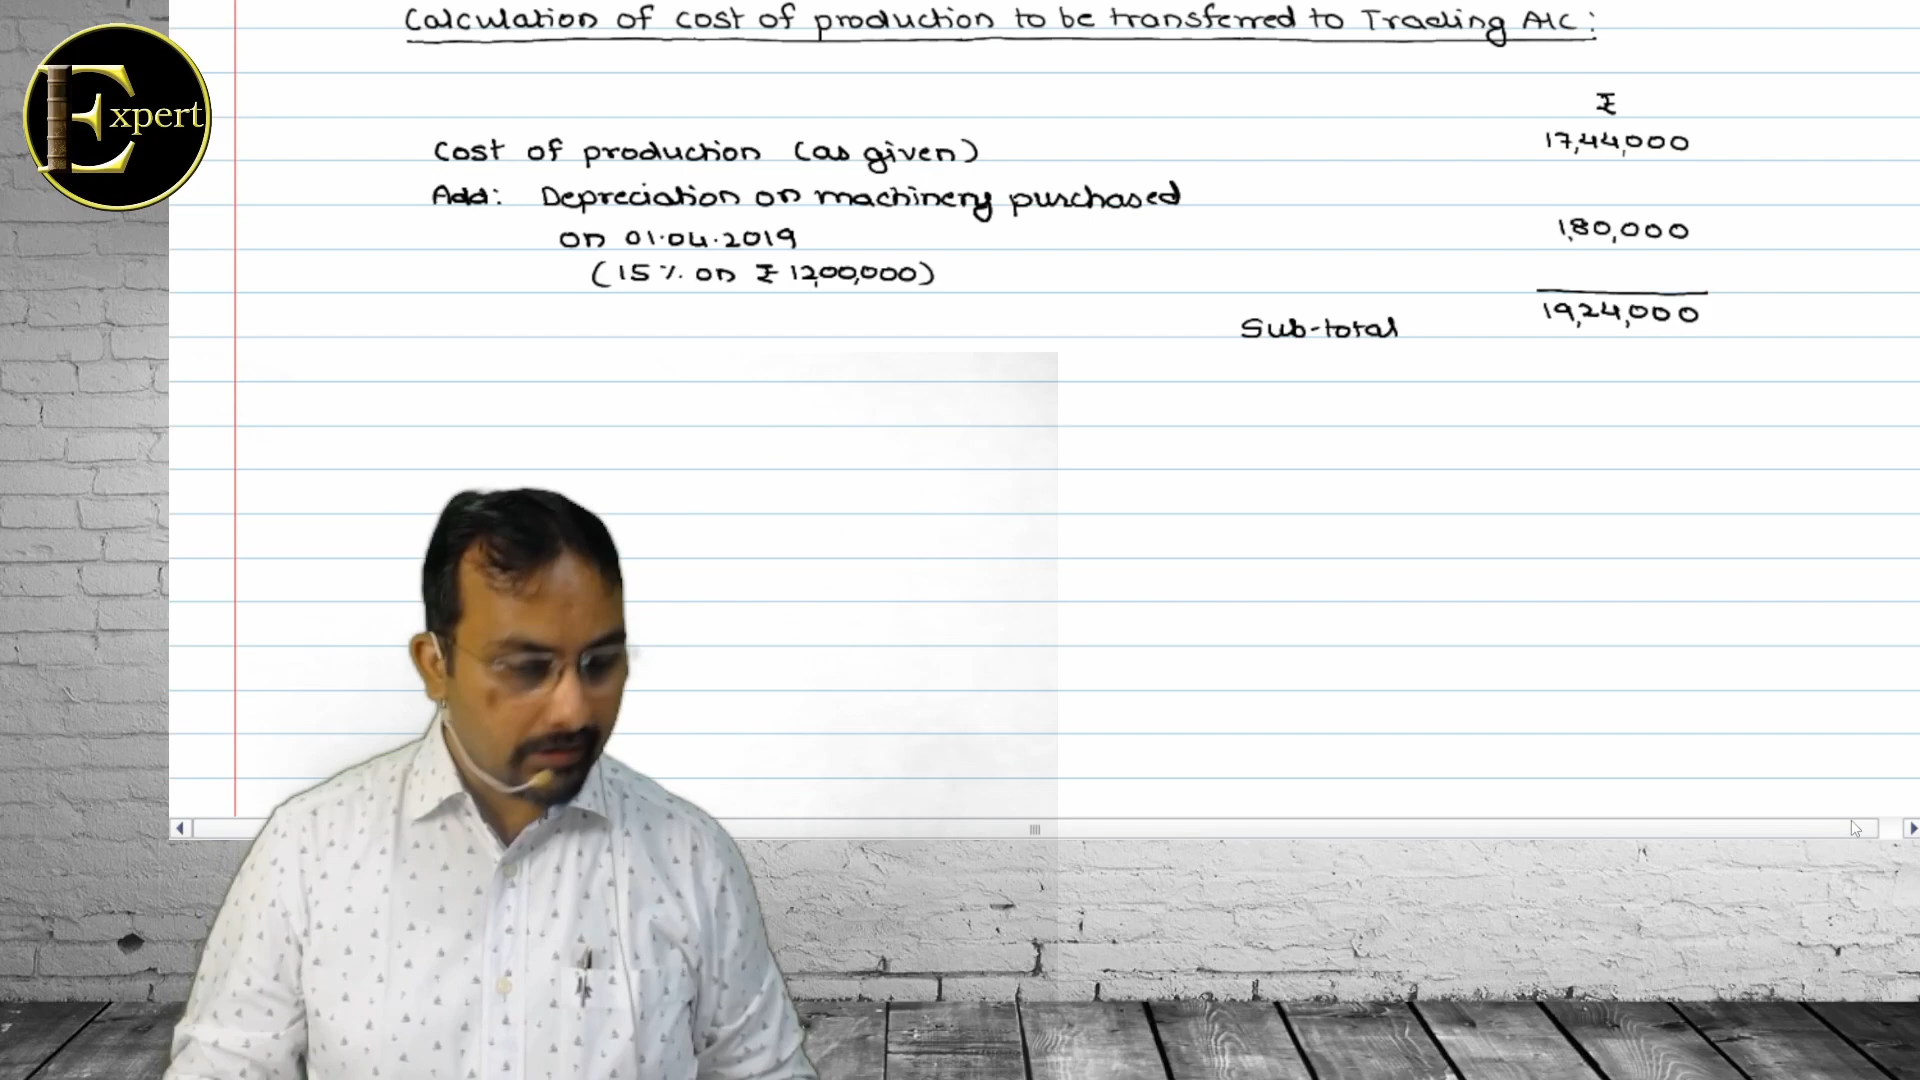 Calculation of cost of production to be transferred to Trading A/c:
₹
Cost of production (as given) 17,44,000
Add: Depreciation on machinery purchased
on 01.04.2019 1,80,000
(15 % on ₹ 12,00,000)
Sub-total 19,24,000
Expert